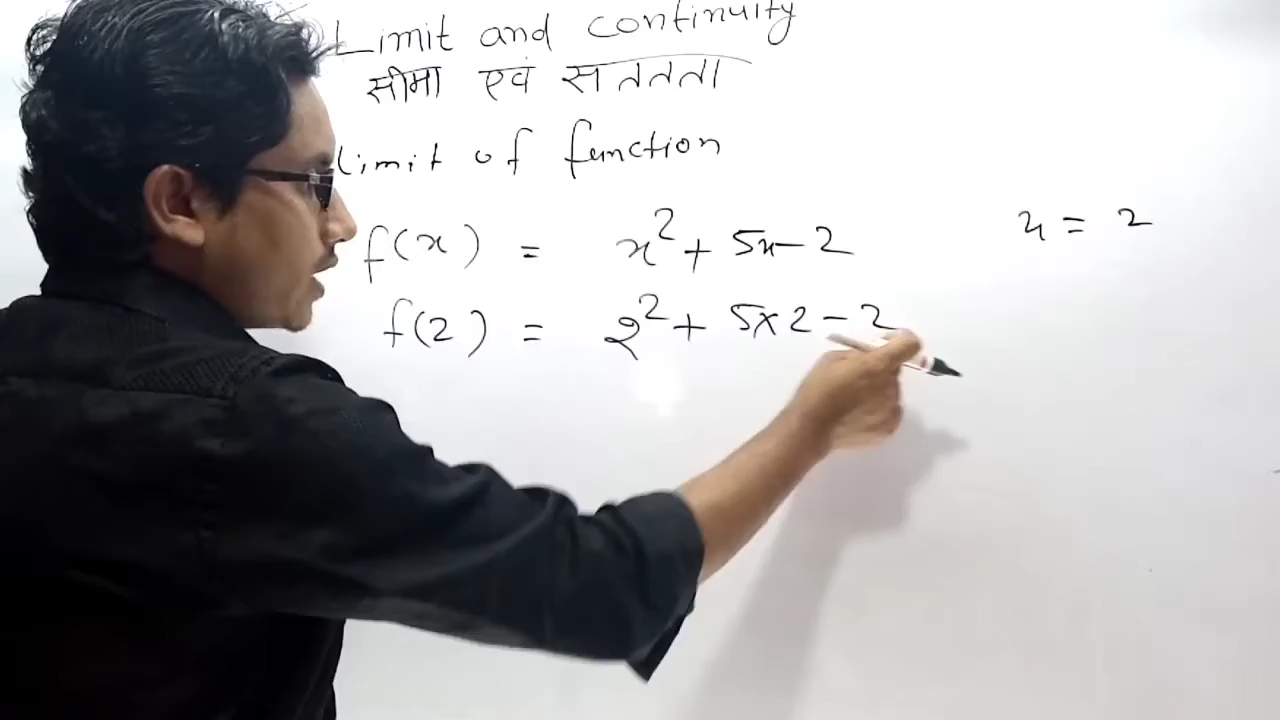 Limit and continuity
सीमा एवं सततता
Limit of function
f(x) = x² + 5x – 2 x = 2
f(2) = 2² + 5×2 – 2